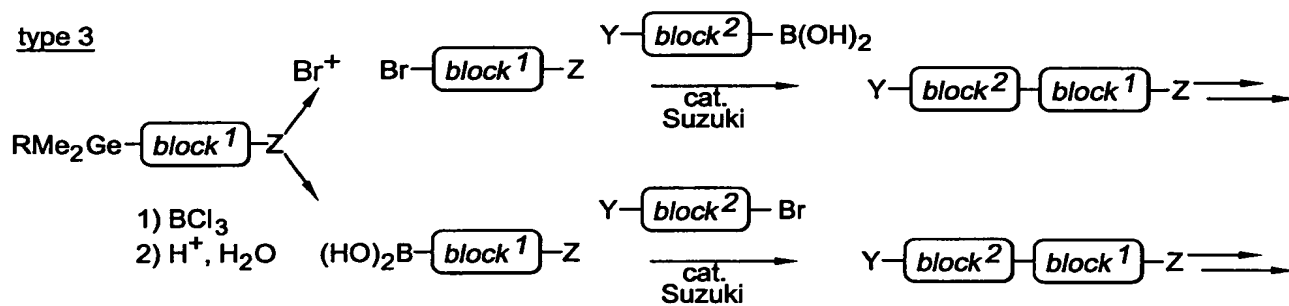 type 3
Y-block²-B(OH)₂
Br⁺
Br-block¹-Z
cat.
Suzuki
Y-block²-block¹-Z
RMe₂Ge-block¹-Z
1) BCl₃
2) H⁺, H₂O
(HO)₂B-block¹-Z
Y-block²-Br
cat.
Suzuki
Y-block²-block¹-Z